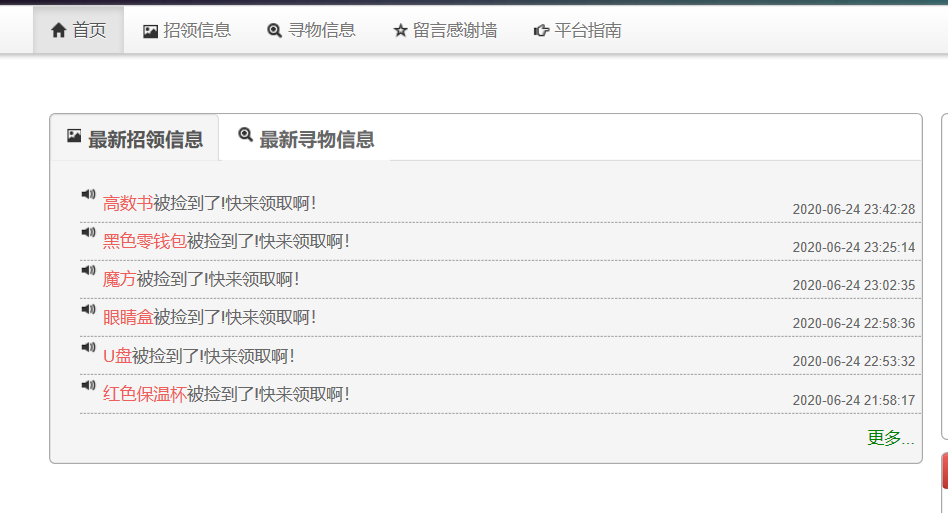 首页 招领信息 寻物信息 留言感谢墙 平台指南
最新招领信息 最新寻物信息
高数书被捡到了!快来领取啊！ 2020-06-24 23:42:28
黑色零钱包被捡到了!快来领取啊！ 2020-06-24 23:25:14
魔方被捡到了!快来领取啊！ 2020-06-24 23:02:35
眼睛盒被捡到了!快来领取啊！ 2020-06-24 22:58:36
U盘被捡到了!快来领取啊！ 2020-06-24 22:53:32
红色保温杯被捡到了!快来领取啊！ 2020-06-24 21:58:17
更多...